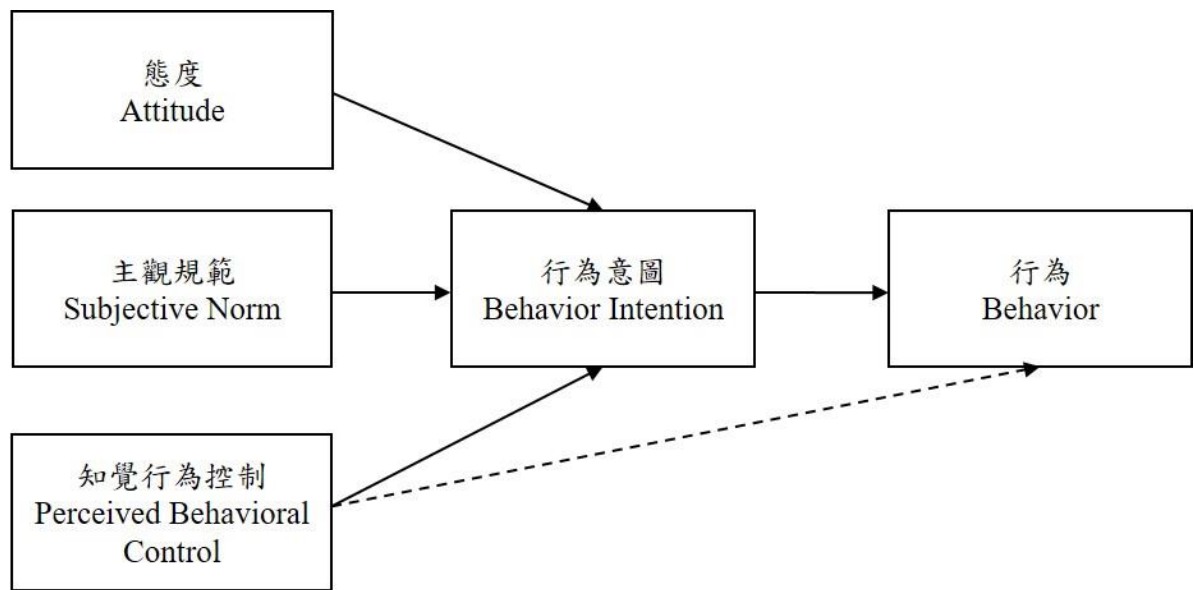 態度
Attitude
主觀規範
Subjective Norm
知覺行為控制
Perceived Behavioral
Control
行為意圖
Behavior Intention
行為
Behavior